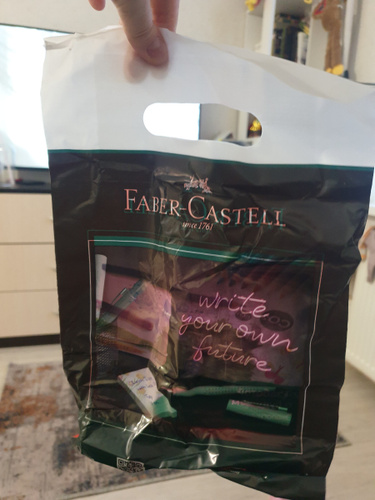 FABER-CASTELL
since 1761
write
your own
future